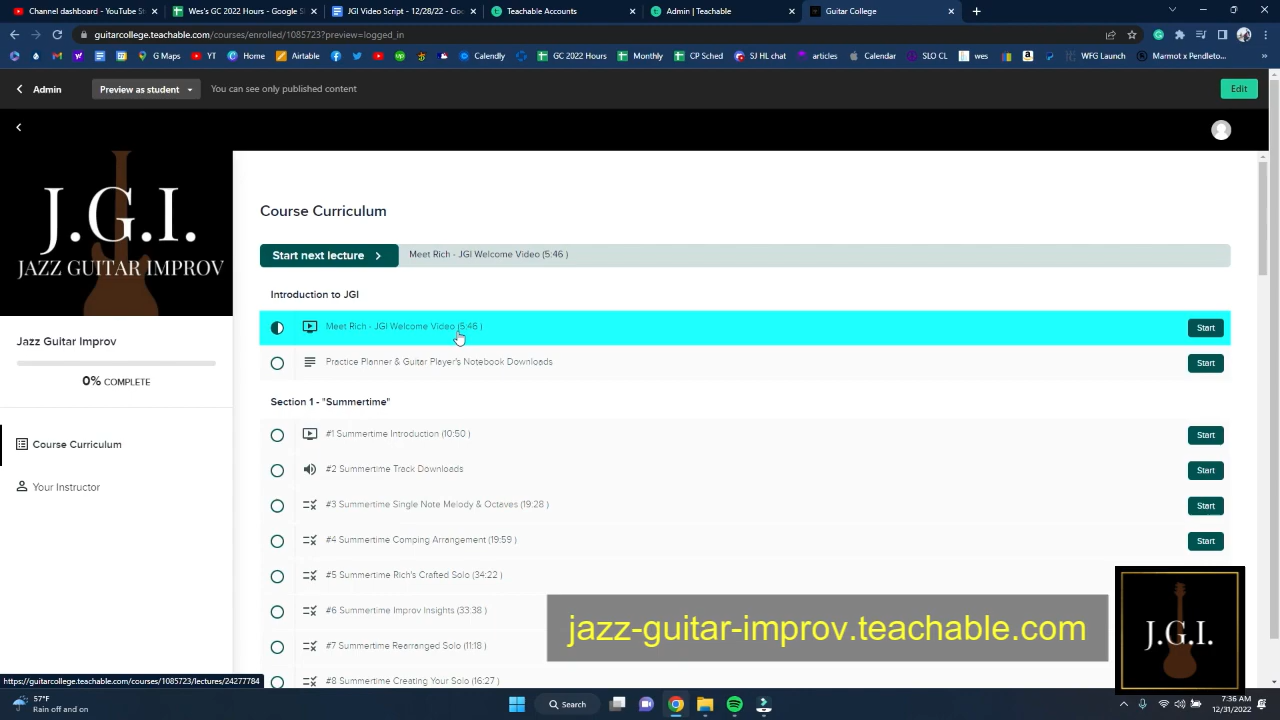 Channel dashboard - YouTube St
Wes's GC 2022 Hours - Google S
JGI Video Script - 12/28/22 - Goo
Teachable Accounts
Admin | Teachable
Guitar College
guitarcollege.teachable.com/courses/enrolled/1085723?preview=logged_in
G Maps
YT
Home
Airtable
Calendly
GC 2022 Hours
Monthly
CP Sched
SJ HL chat
articles
Calendar
SLO CL
wes
WFG Launch
Marmot x Pendleto...
Admin
Preview as student
You can see only published content
Edit
J.G.I.
JAZZ GUITAR IMPROV
Jazz Guitar Improv
0% COMPLETE
Course Curriculum
Your Instructor
Course Curriculum
Start next lecture
Meet Rich - JGI Welcome Video (5:46 )
Introduction to JGI
Meet Rich - JGI Welcome Video (5:46 )
Start
Practice Planner & Guitar Player's Notebook Downloads
Start
Section 1 - "Summertime"
#1 Summertime Introduction (10:50 )
Start
#2 Summertime Track Downloads
Start
#3 Summertime Single Note Melody & Octaves (19:28 )
Start
#4 Summertime Comping Arrangement (19:59 )
Start
#5 Summertime Rich's Crafted Solo (34:22 )
#6 Summertime Improv Insights (33:38 )
#7 Summertime Rearranged Solo (11:18 )
#8 Summertime Creating Your Solo (16:27 )
jazz-guitar-improv.teachable.com
J.G.I.
https://guitarcollege.teachable.com/courses/1085723/lectures/24277784
57°F
Rain off and on
Search
7:36 AM
12/31/2022